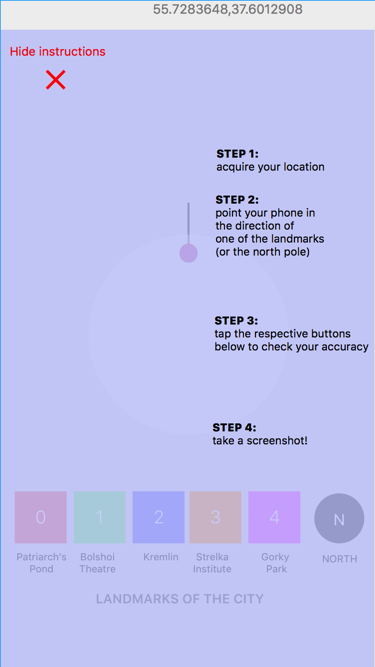 55.7283648,37.6012908
Hide instructions
STEP 1:
acquire your location
STEP 2:
point your phone in
the direction of
one of the landmarks
(or the north pole)
STEP 3:
tap the respective buttons
below to check your accuracy
STEP 4:
take a screenshot!
0 1 2 3 4 N
Patriarch's Bolshoi Kremlin Strelka Gorky NORTH
Pond Theatre Institute Park
LANDMARKS OF THE CITY